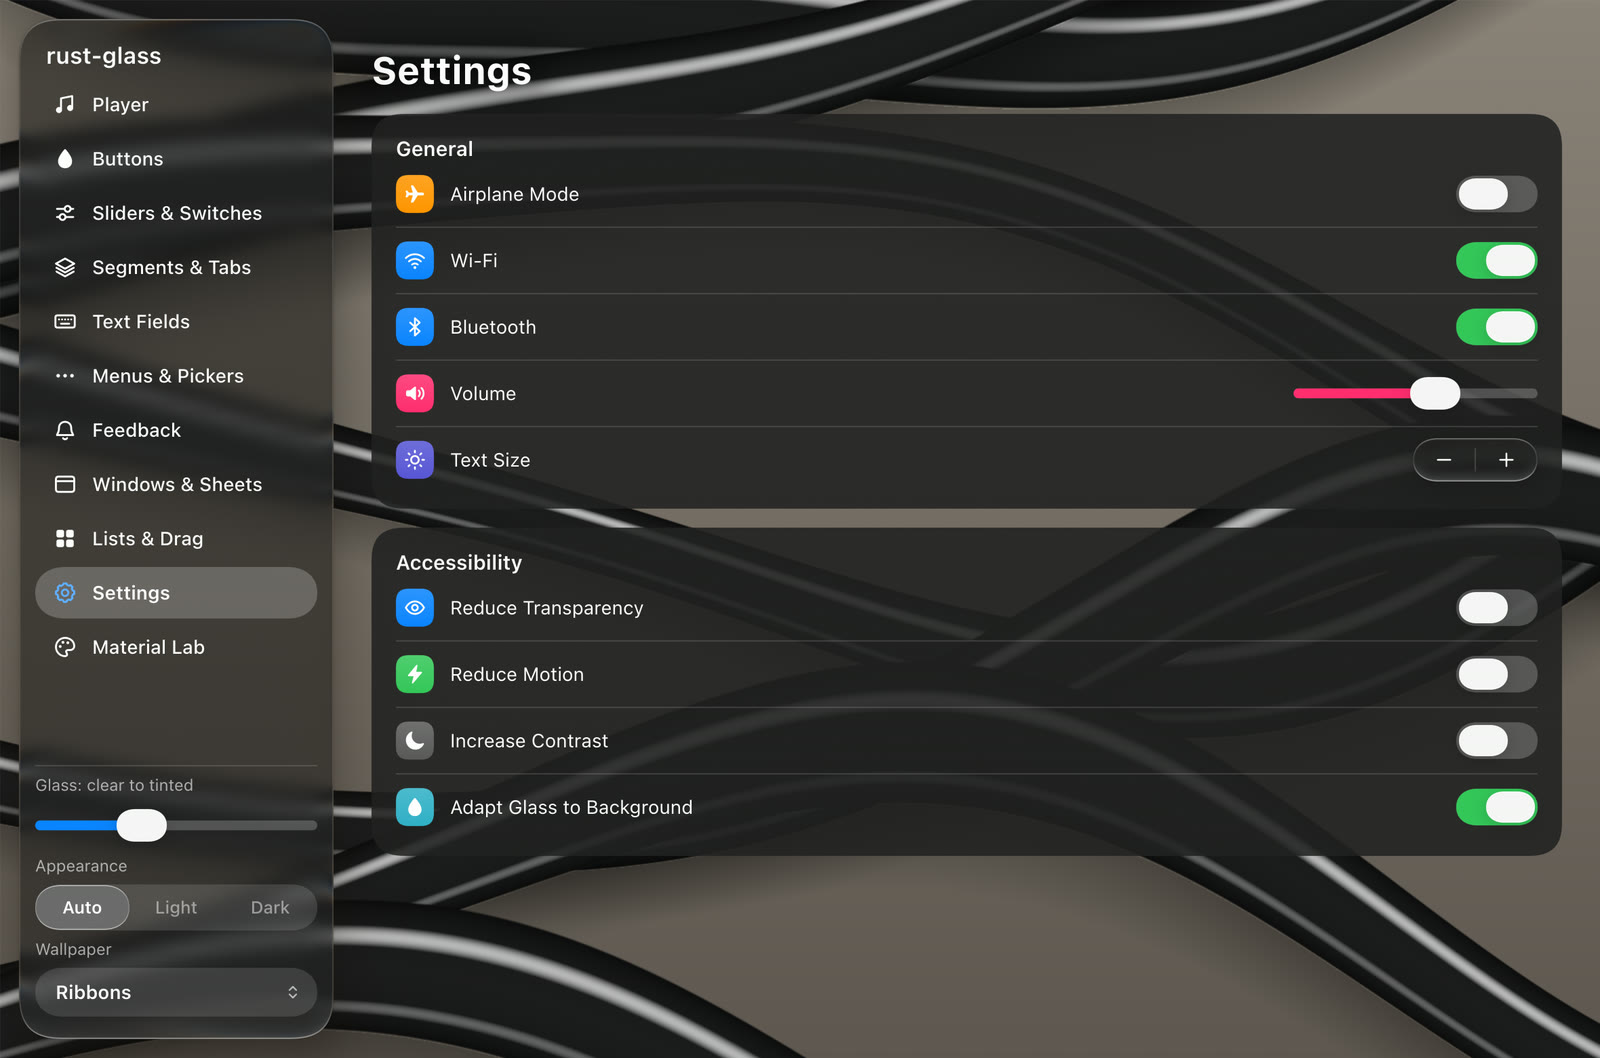 rust-glass
Player
Buttons
Sliders & Switches
Segments & Tabs
Text Fields
Menus & Pickers
Feedback
Windows & Sheets
Lists & Drag
Settings
Material Lab
Glass: clear to tinted
Appearance
Auto Light Dark
Wallpaper
Ribbons
Settings
General
Airplane Mode
Wi-Fi
Bluetooth
Volume
Text Size
Accessibility
Reduce Transparency
Reduce Motion
Increase Contrast
Adapt Glass to Background